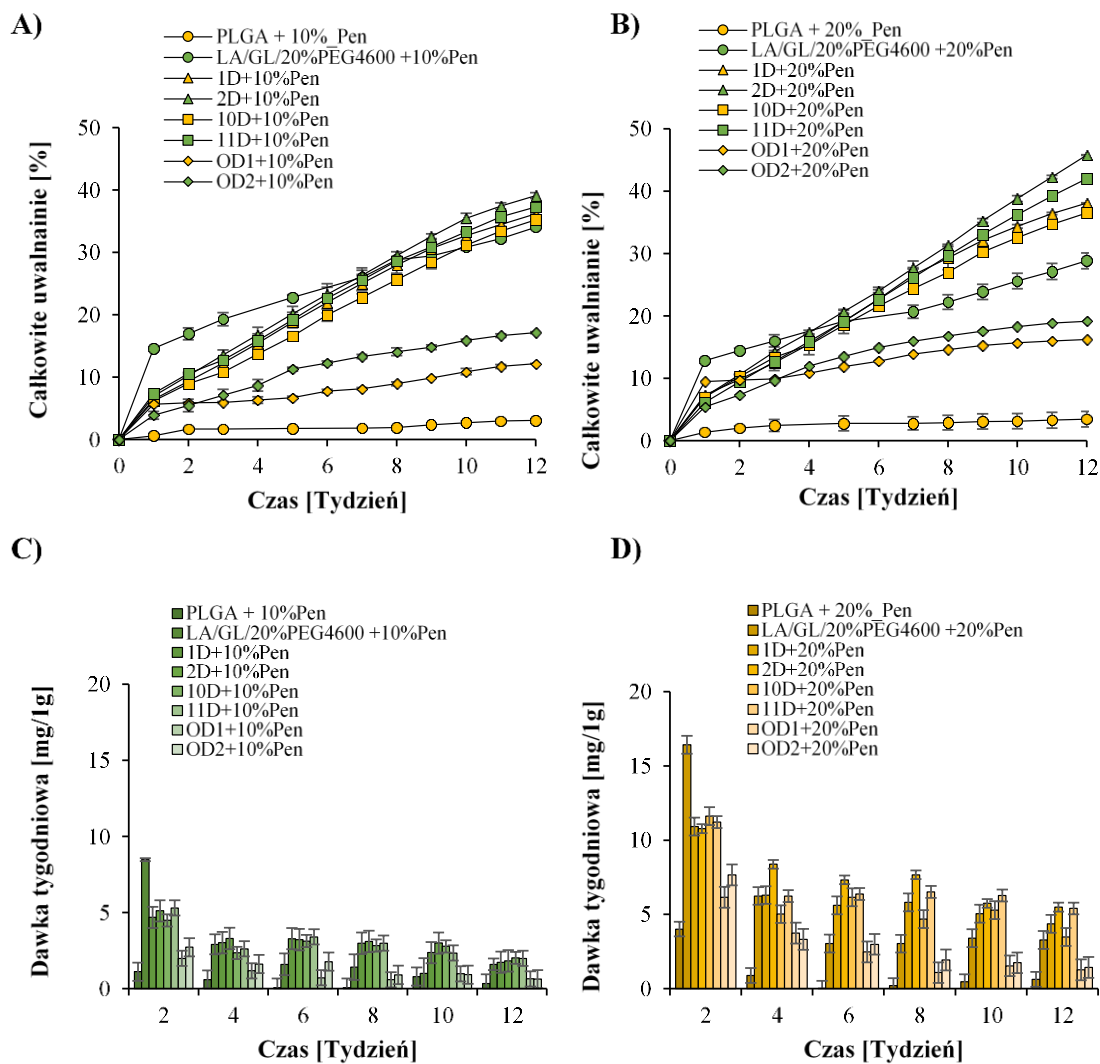 A)
PLGA + 10%_Pen
LA/GL/20%PEG4600 +10%Pen
1D+10%Pen
2D+10%Pen
10D+10%Pen
11D+10%Pen
OD1+10%Pen
OD2+10%Pen
Całkowite uwalnainie [%]
50
40
30
20
10
0
0 2 4 6 8 10 12
Czas [Tydzień]
B)
PLGA + 20%_Pen
LA/GL/20%PEG4600 +20%Pen
1D+20%Pen
2D+20%Pen
10D+20%Pen
11D+20%Pen
OD1+20%Pen
OD2+20%Pen
Całkowite uwalnianie [%]
50
40
30
20
10
0
0 2 4 6 8 10 12
Czas [Tydzień]
C)
PLGA + 10%Pen
LA/GL/20%PEG4600 +10%Pen
1D+10%Pen
2D+10%Pen
10D+10%Pen
11D+10%Pen
OD1+10%Pen
OD2+10%Pen
Dawka tygodniowa [mg/1g]
20
15
10
5
0
2 4 6 8 10 12
Czas [Tydzień]
D)
PLGA + 20%_Pen
LA/GL/20%PEG4600 +20%Pen
1D+20%Pen
2D+20%Pen
10D+20%Pen
11D+20%Pen
OD1+20%Pen
OD2+20%Pen
Dawka tygodniowa [mg/1g]
20
15
10
5
0
2 4 6 8 10 12
Czas [Tydzień]